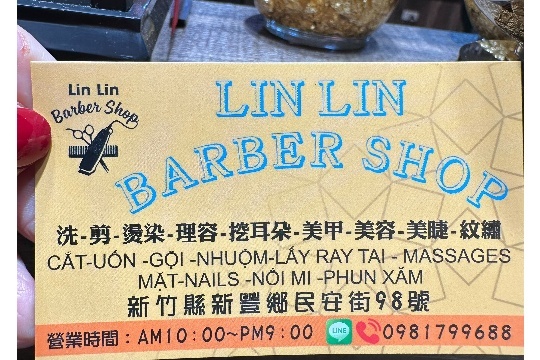 Lin Lin
Barber Shop
LIN LIN
BARBER SHOP
洗-剪-燙染-理容-挖耳朵-美甲-美容-美睫-紋繡
CẮT-UỐN -GỘI -NHUỘM-LẤY RAY TAI - MASSAGES
MẶT-NAILS -NỐI MI -PHUN XĂM
新竹縣新豐鄉民安街98號
營業時間：AM10:00~PM9:00 LINE 0981799688